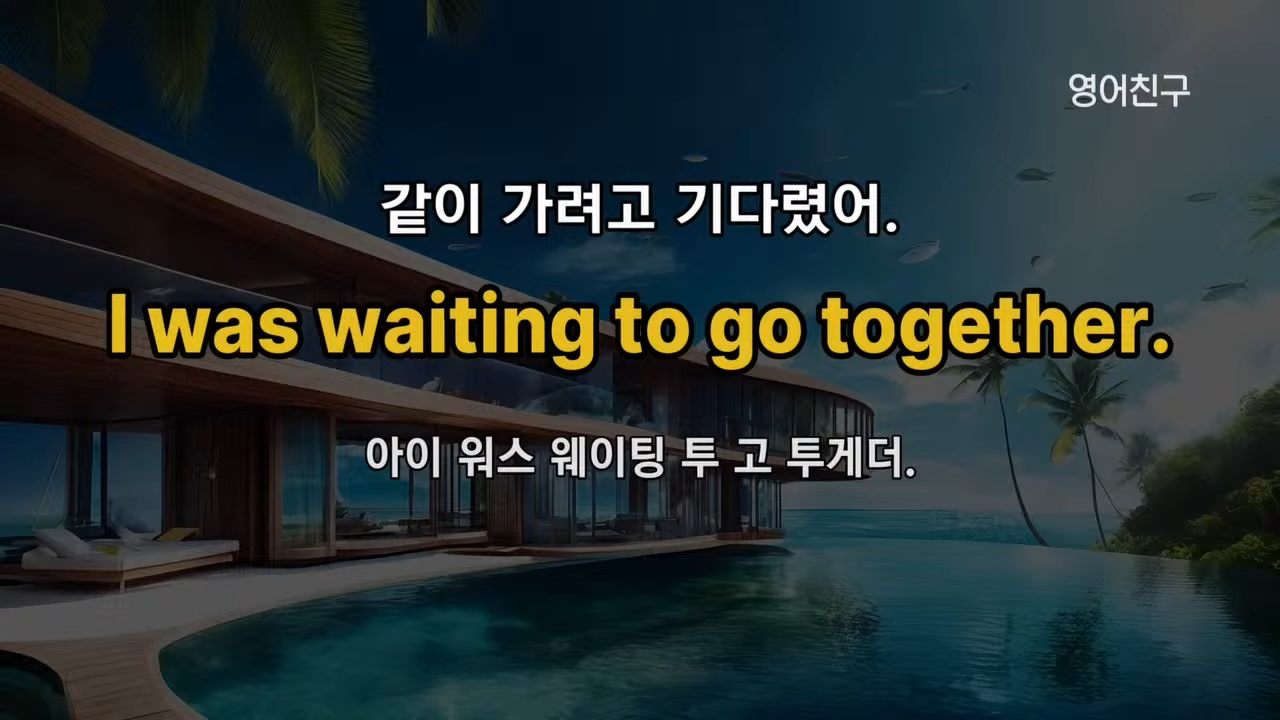 영어친구
같이 가려고 기다렸어.
I was waiting to go together.
아이 워스 웨이팅 투 고 투게더.